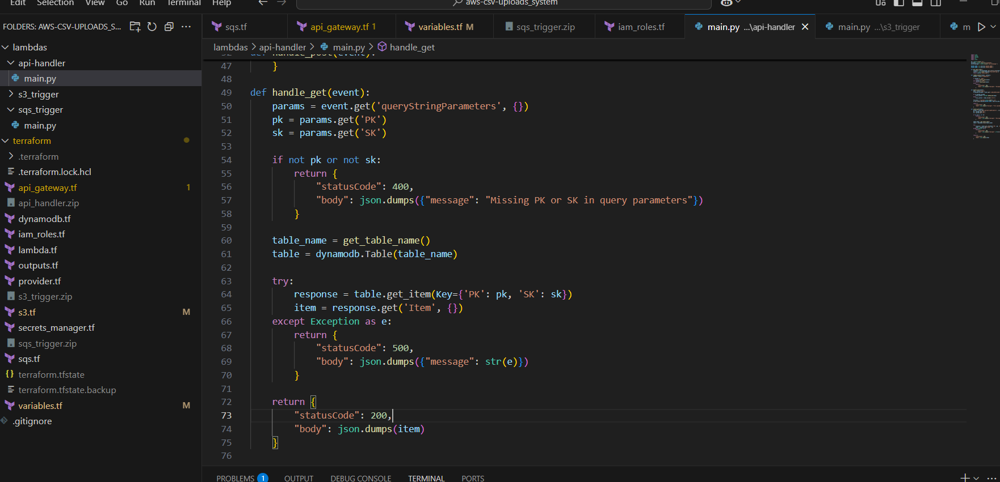 Edit Selection View Go Run Terminal Help
aws-csv-uploads_system
FOLDERS: AWS-CSV-UPLOADS_S...
sqs.tf
api_gateway.tf 1
variables.tf M
sqs_trigger.zip
iam_roles.tf
main.py ...\api-handler
main.py ...\s3_trigger
m
lambdas > api-handler > main.py > handle_get
lambdas
api-handler
main.py
s3_trigger
sqs_trigger
main.py
terraform
.terraform
.terraform.lock.hcl
api_gateway.tf 1
api_handler.zip
dynamodb.tf
iam_roles.tf
lambda.tf
outputs.tf
provider.tf
s3_trigger.zip
s3.tf M
secrets_manager.tf
sqs_trigger.zip
sqs.tf
{} terraform.tfstate
terraform.tfstate.backup
variables.tf M
.gitignore
32 def handle_post(event):
47 }
48
49 def handle_get(event):
50 params = event.get('queryStringParameters', {})
51 pk = params.get('PK')
52 sk = params.get('SK')
53
54 if not pk or not sk:
55 return {
56 "statusCode": 400,
57 "body": json.dumps({"message": "Missing PK or SK in query parameters"})
58 }
59
60 table_name = get_table_name()
61 table = dynamodb.Table(table_name)
62
63 try:
64 response = table.get_item(Key={'PK': pk, 'SK': sk})
65 item = response.get('Item', {})
66 except Exception as e:
67 return {
68 "statusCode": 500,
69 "body": json.dumps({"message": str(e)})
70 }
71
72 return {
73 "statusCode": 200,
74 "body": json.dumps(item)
75 }
76
PROBLEMS 1 OUTPUT DEBUG CONSOLE TERMINAL PORTS